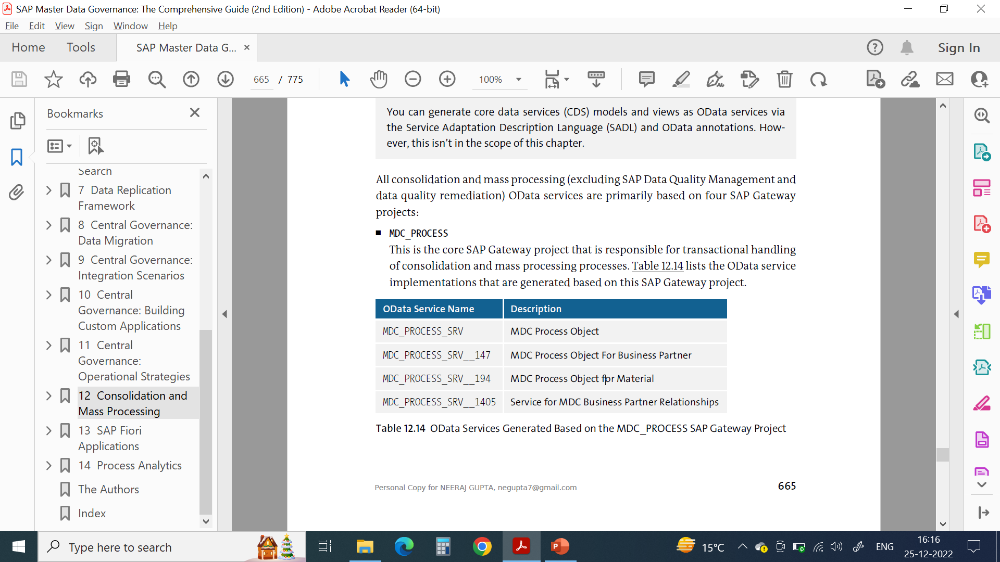 SAP Master Data Governance: The Comprehensive Guide (2nd Edition) - Adobe Acrobat Reader (64-bit)
File Edit View Sign Window Help
Home Tools SAP Master Data G... × Sign In
665 / 775 100%
Bookmarks
Search
7 Data Replication
Framework
8 Central Governance:
Data Migration
9 Central Governance:
Integration Scenarios
10 Central
Governance: Building
Custom Applications
11 Central
Governance:
Operational Strategies
12 Consolidation and
Mass Processing
13 SAP Fiori
Applications
14 Process Analytics
The Authors
Index
You can generate core data services (CDS) models and views as OData services via
the Service Adaptation Description Language (SADL) and OData annotations. How-
ever, this isn't in the scope of this chapter.
All consolidation and mass processing (excluding SAP Data Quality Management and
data quality remediation) OData services are primarily based on four SAP Gateway
projects:
■ MDC_PROCESS
This is the core SAP Gateway project that is responsible for transactional handling
of consolidation and mass processing processes. Table 12.14 lists the OData service
implementations that are generated based on this SAP Gateway project.
OData Service Name Description
MDC_PROCESS_SRV MDC Process Object
MDC_PROCESS_SRV__147 MDC Process Object For Business Partner
MDC_PROCESS_SRV__194 MDC Process Object for Material
MDC_PROCESS_SRV__1405 Service for MDC Business Partner Relationships
Table 12.14 OData Services Generated Based on the MDC_PROCESS SAP Gateway Project
Personal Copy for NEERAJ GUPTA, negupta7@gmail.com 665
Type here to search 15°C ENG 16:16
25-12-2022